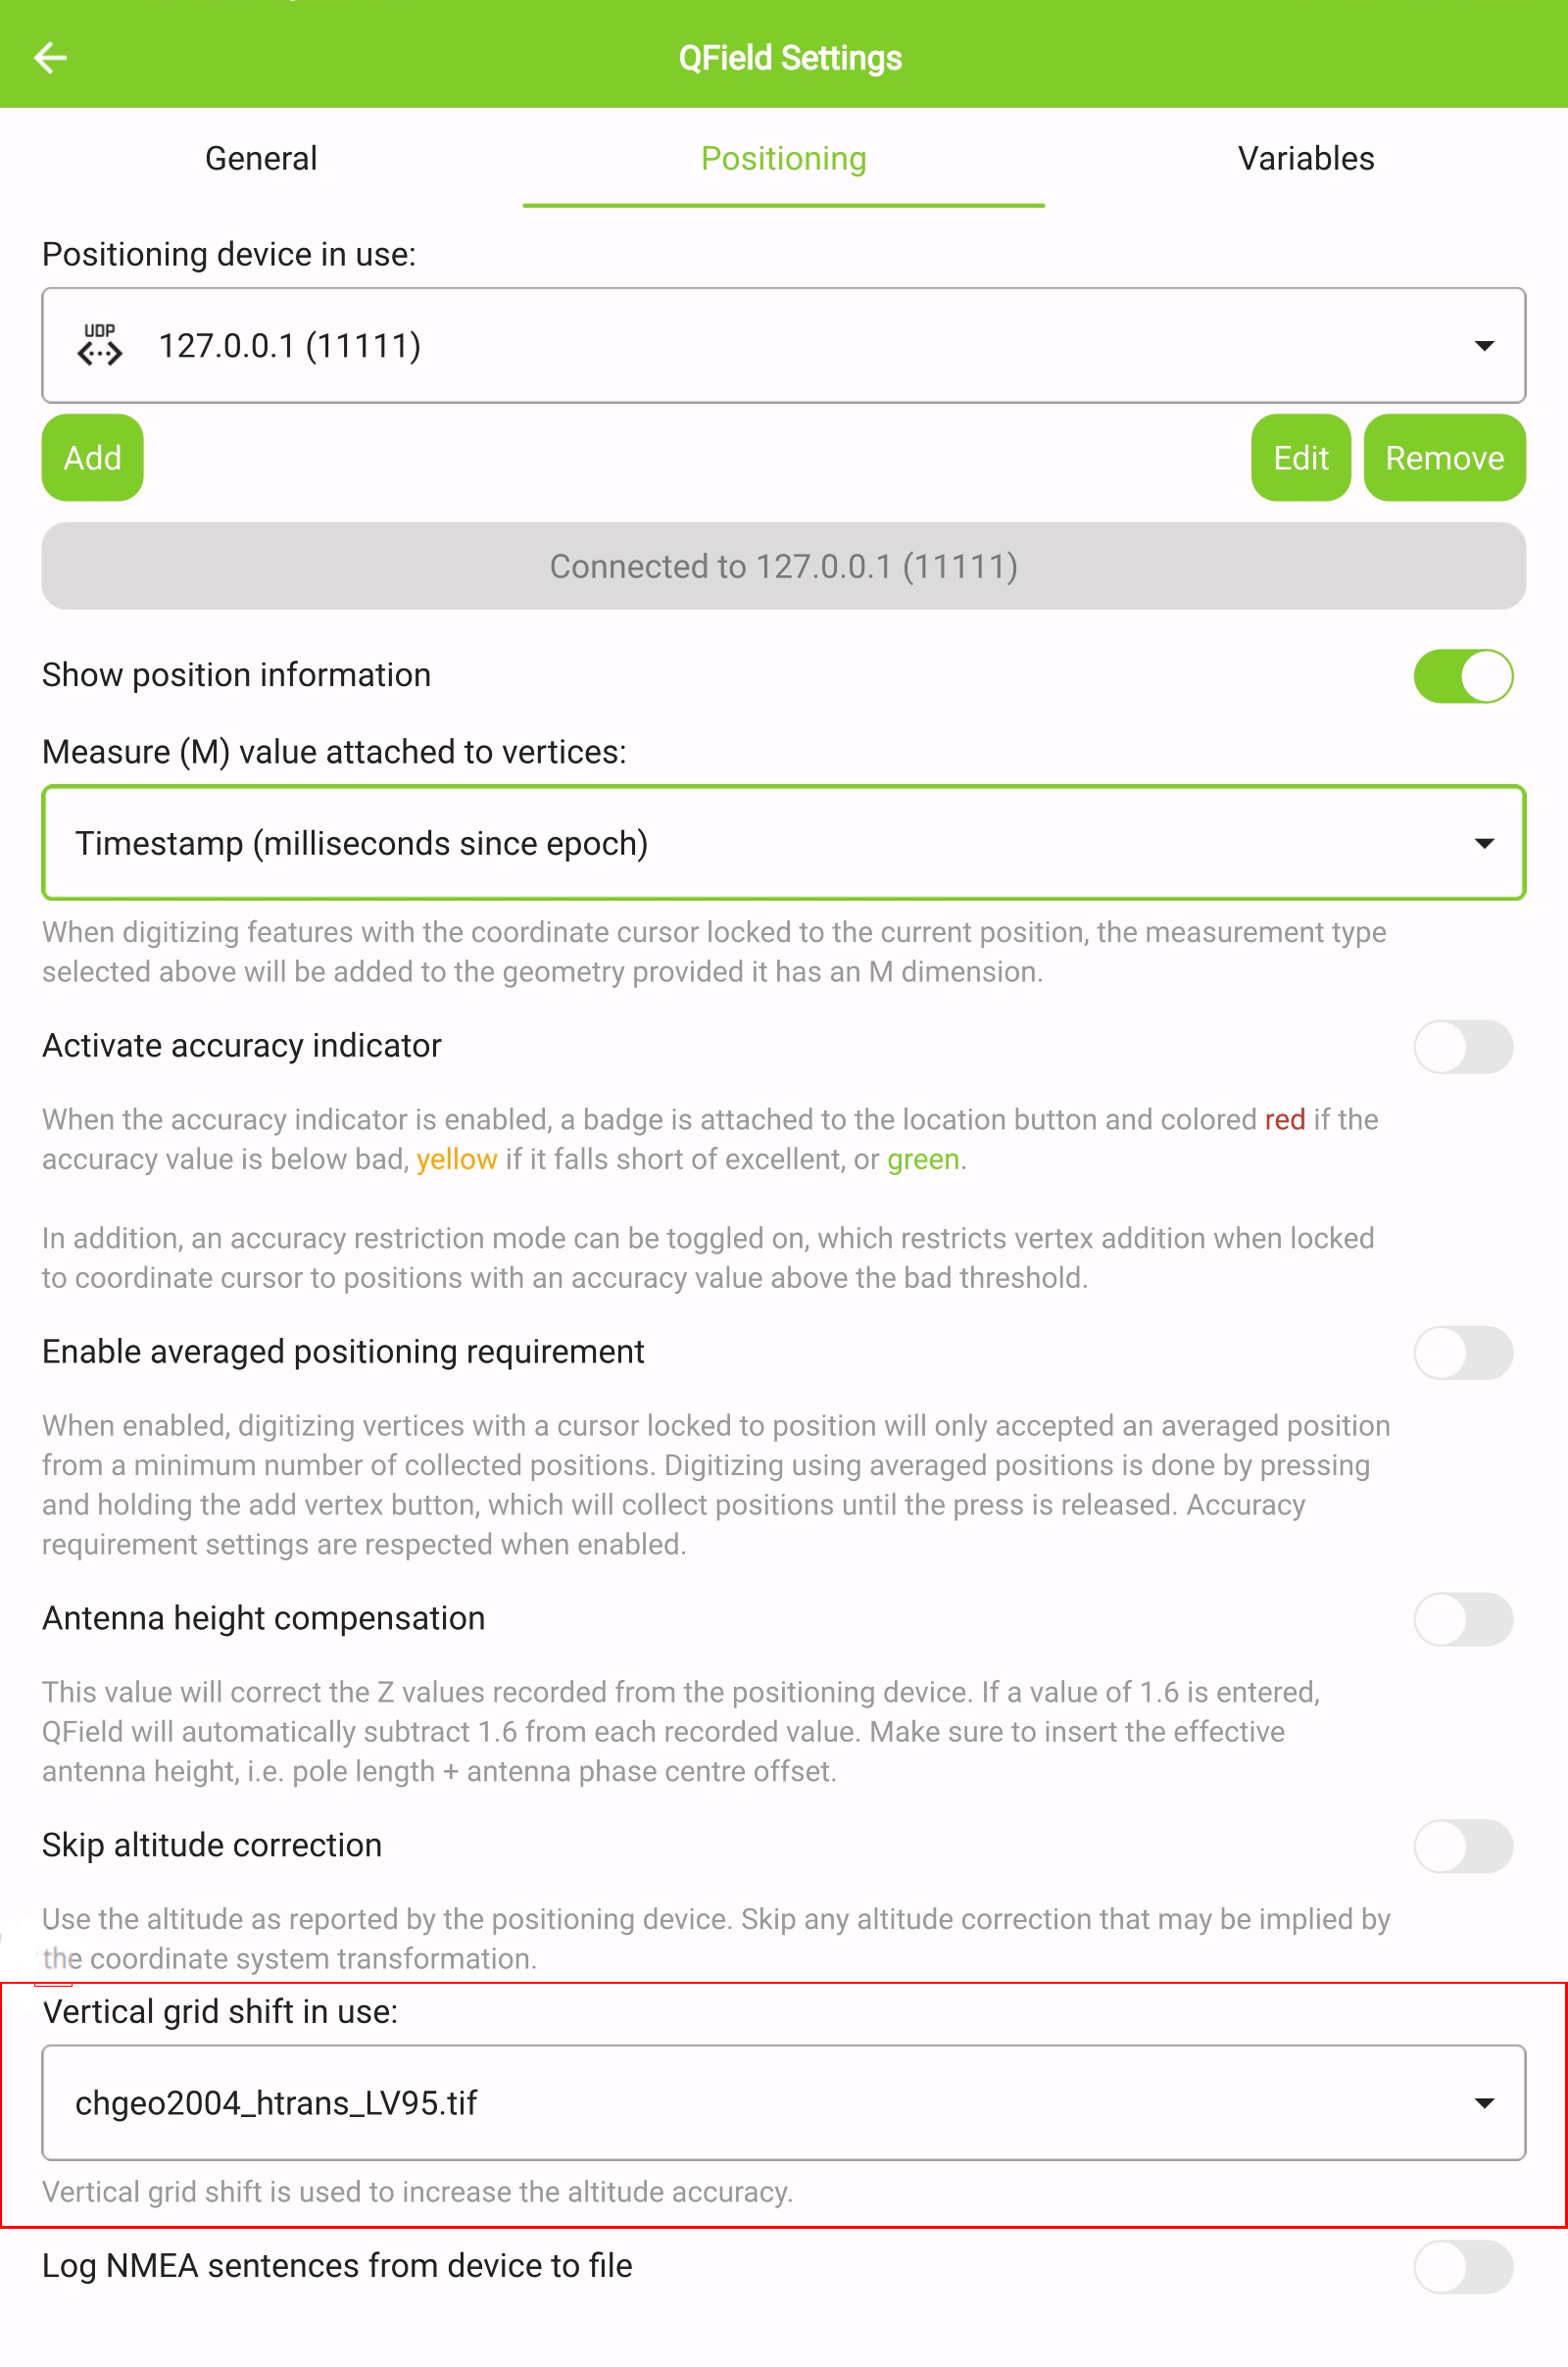 QField Settings
General Positioning Variables
Positioning device in use:
UDP 127.0.0.1 (11111)
Add Edit Remove
Connected to 127.0.0.1 (11111)
Show position information
Measure (M) value attached to vertices:
Timestamp (milliseconds since epoch)
When digitizing features with the coordinate cursor locked to the current position, the measurement type
selected above will be added to the geometry provided it has an M dimension.
Activate accuracy indicator
When the accuracy indicator is enabled, a badge is attached to the location button and colored red if the
accuracy value is below bad, yellow if it falls short of excellent, or green.
In addition, an accuracy restriction mode can be toggled on, which restricts vertex addition when locked
to coordinate cursor to positions with an accuracy value above the bad threshold.
Enable averaged positioning requirement
When enabled, digitizing vertices with a cursor locked to position will only accepted an averaged position
from a minimum number of collected positions. Digitizing using averaged positions is done by pressing
and holding the add vertex button, which will collect positions until the press is released. Accuracy
requirement settings are respected when enabled.
Antenna height compensation
This value will correct the Z values recorded from the positioning device. If a value of 1.6 is entered,
QField will automatically subtract 1.6 from each recorded value. Make sure to insert the effective
antenna height, i.e. pole length + antenna phase centre offset.
Skip altitude correction
Use the altitude as reported by the positioning device. Skip any altitude correction that may be implied by
the coordinate system transformation.
Vertical grid shift in use:
chgeo2004_htrans_LV95.tif
Vertical grid shift is used to increase the altitude accuracy.
Log NMEA sentences from device to file